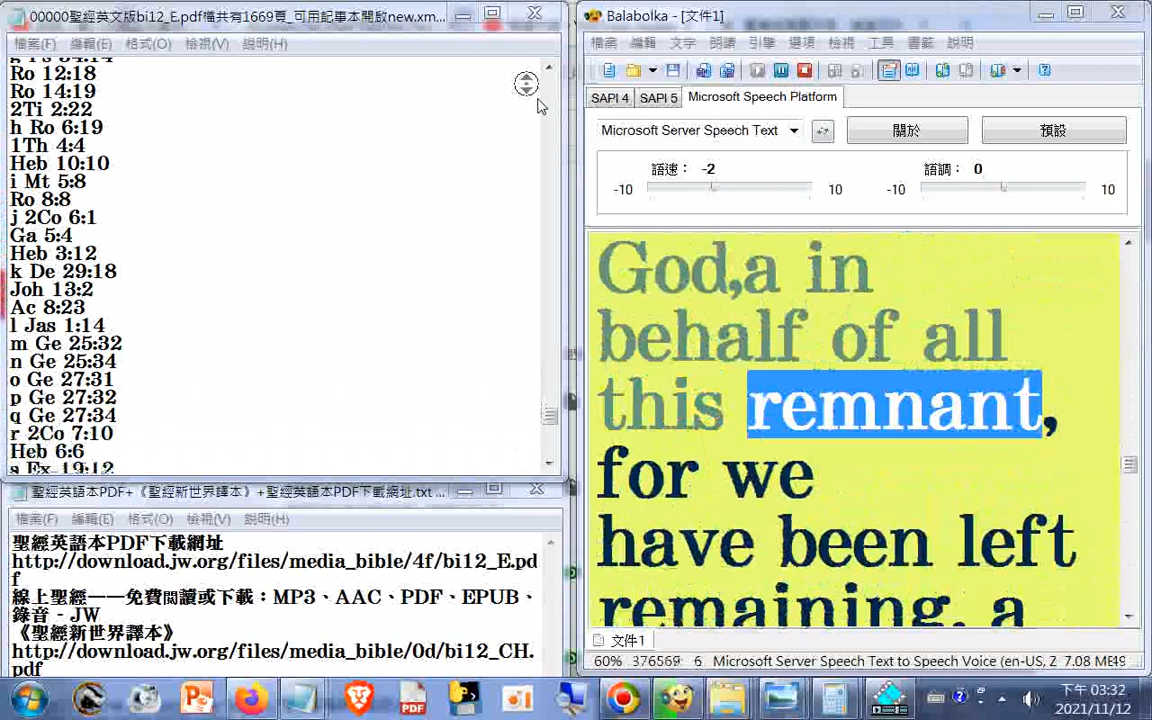 00000聖經英文版bi12_E.pdf檔共有1669頁_可用記事本開啟new.xm...
檔案(F) 編輯(E) 格式(O) 檢視(V) 說明(H)
Ro 12:18
Ro 14:19
2Ti 2:22
h Ro 6:19
1Th 4:4
Heb 10:10
i Mt 5:8
Ro 8:8
j 2Co 6:1
Ga 5:4
Heb 3:12
k De 29:18
Joh 13:2
Ac 8:23
l Jas 1:14
m Ge 25:32
n Ge 25:34
o Ge 27:31
p Ge 27:32
q Ge 27:34
r 2Co 7:10
Heb 6:6
s Ex 19:12
聖經英語本PDF+《聖經新世界譯本》+聖經英語本PDF下載網址.txt ...
檔案(F) 編輯(E) 格式(O) 檢視(V) 說明(H)
聖經英語本PDF下載網址
http://download.jw.org/files/media_bible/4f/bi12_E.pd
f
線上聖經——免費閱讀或下載：MP3、AAC、PDF、EPUB、
錄音 - JW
《聖經新世界譯本》
http://download.jw.org/files/media_bible/0d/bi12_CH.
pdf
Balabolka - [文件1]
檔案 編輯 文字 朗讀 引擎 選項 檢視 工具 書籤 說明
SAPI 4 SAPI 5 Microsoft Speech Platform
Microsoft Server Speech Text 關於 預設
語速： -2 語調： 0
-10 10 -10 10
God,a in
behalf of all
this remnant,
for we
have been left
remaining, a
文件1
60% 376569: 6 Microsoft Server Speech Text to Speech Voice (en-US, Z 7.08 ME
下午 03:32
2021/11/12